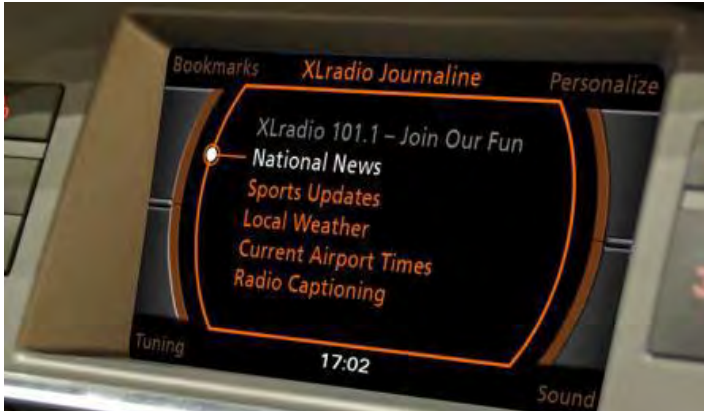 Bookmarks XLradio Journaline Personalize
XLradio 101.1 – Join Our Fun
National News
Sports Updates
Local Weather
Current Airport Times
Radio Captioning
Tuning 17:02 Sound